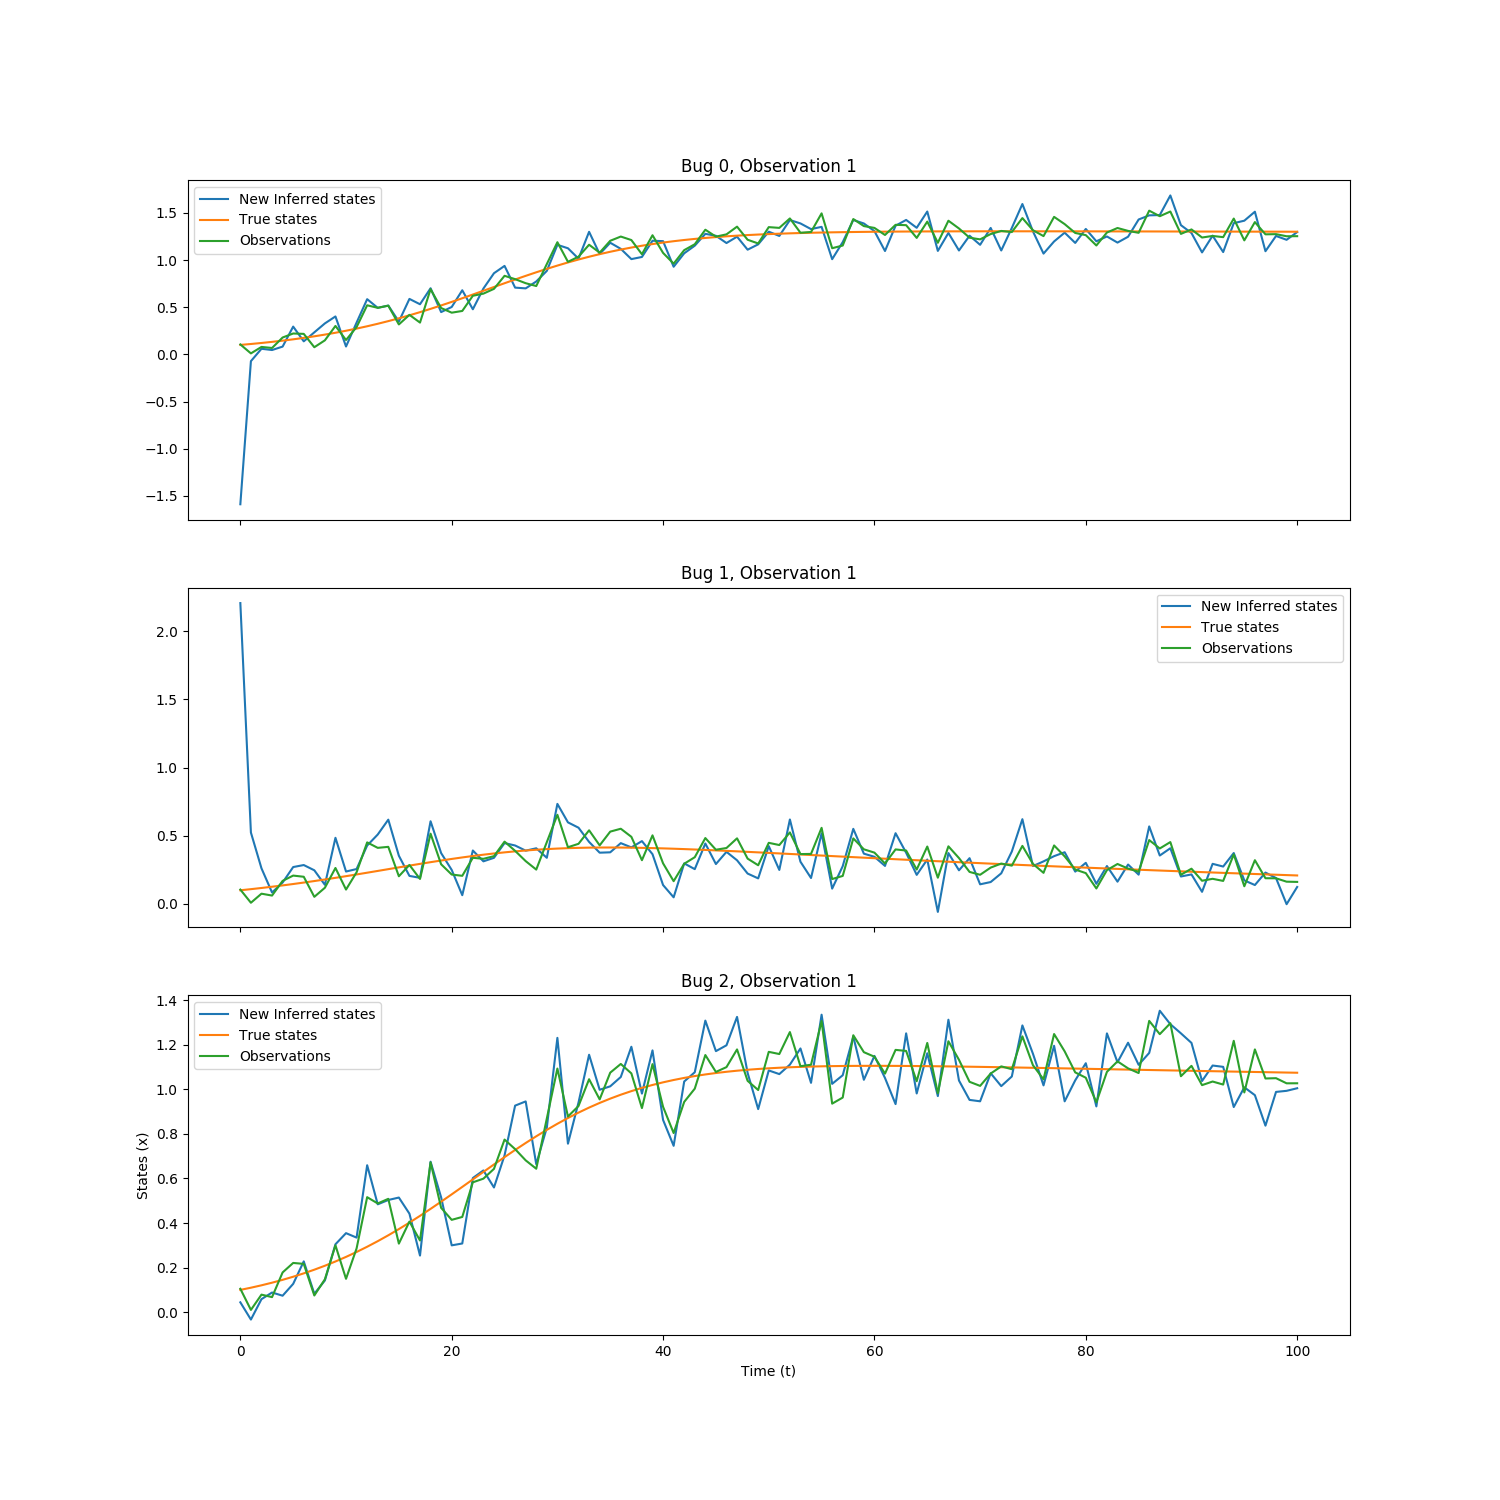 Bug 0, Observation 1
New Inferred states
True states
Observations
1.5
1.0
0.5
0.0
−0.5
−1.0
−1.5
Bug 1, Observation 1
New Inferred states
True states
Observations
2.0
1.5
1.0
0.5
0.0
Bug 2, Observation 1
New Inferred states
True states
Observations
1.4
1.2
1.0
0.8
0.6
0.4
0.2
0.0
States (x)
0 20 40 60 80 100
Time (t)